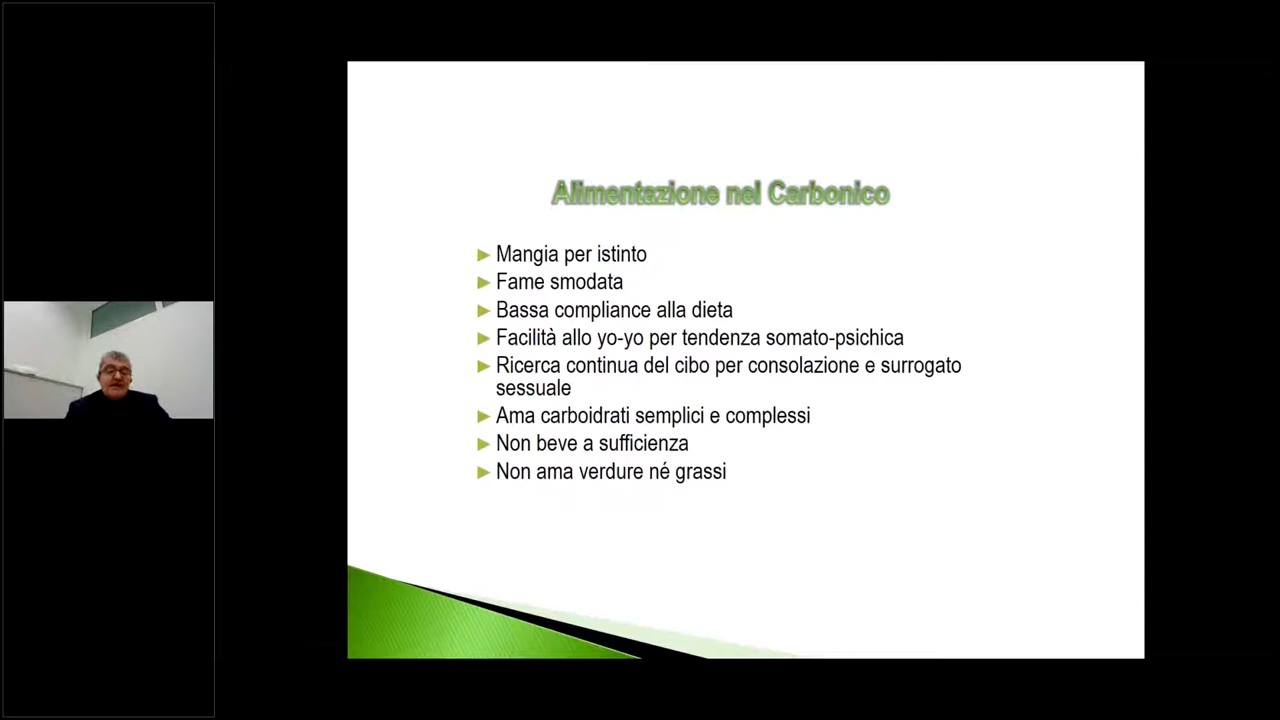 Alimentazione nel Carbonico
Mangia per istinto
Fame smodata
Bassa compliance alla dieta
Facilità allo yo-yo per tendenza somato-psichica
Ricerca continua del cibo per consolazione e surrogato
sessuale
Ama carboidrati semplici e complessi
Non beve a sufficienza
Non ama verdure né grassi